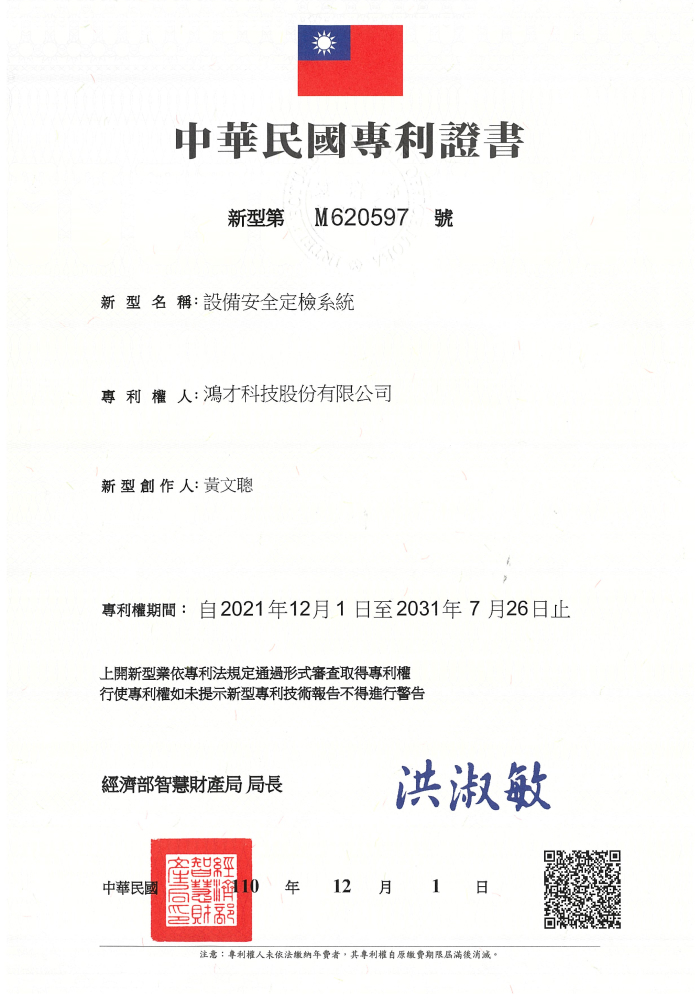 中華民國專利證書
新型第 M620597 號
新型名稱：設備安全定檢系統
專利權人：鴻才科技股份有限公司
新型創作人：黃文聰
專利權期間：自2021年12月1日至2031年7月26日止
上開新型業依專利法規定通過形式審查取得專利權
行使專利權如未提示新型專利技術報告不得進行警告
經濟部智慧財產局 局長 洪淑敏
經濟部智慧財產局印
中華民國 110 年 12 月 1 日
注意：專利權人未依法繳納年費者，其專利權自原繳費期限屆滿後消滅。